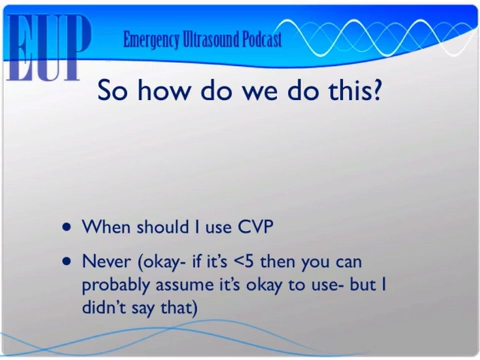 EUP
Emergency Ultrasound Podcast
So how do we do this?
• When should I use CVP
• Never (okay- if it's <5 then you can
probably assume it's okay to use- but I
didn't say that)